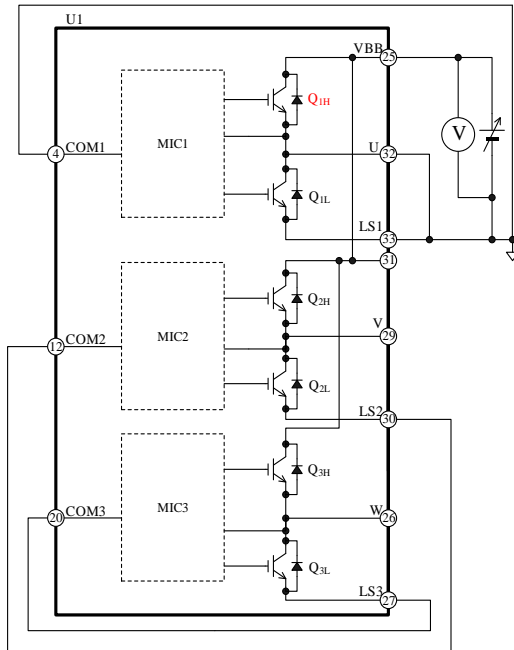 U1
VBB 25
Q1H
V
4 COM1
MIC1
U 32
Q1L
LS1
33
31
Q2H
V
12 COM2
MIC2
29
Q2L
LS2
30
Q3H
20 COM3
MIC3
W 26
Q3L
LS3
27